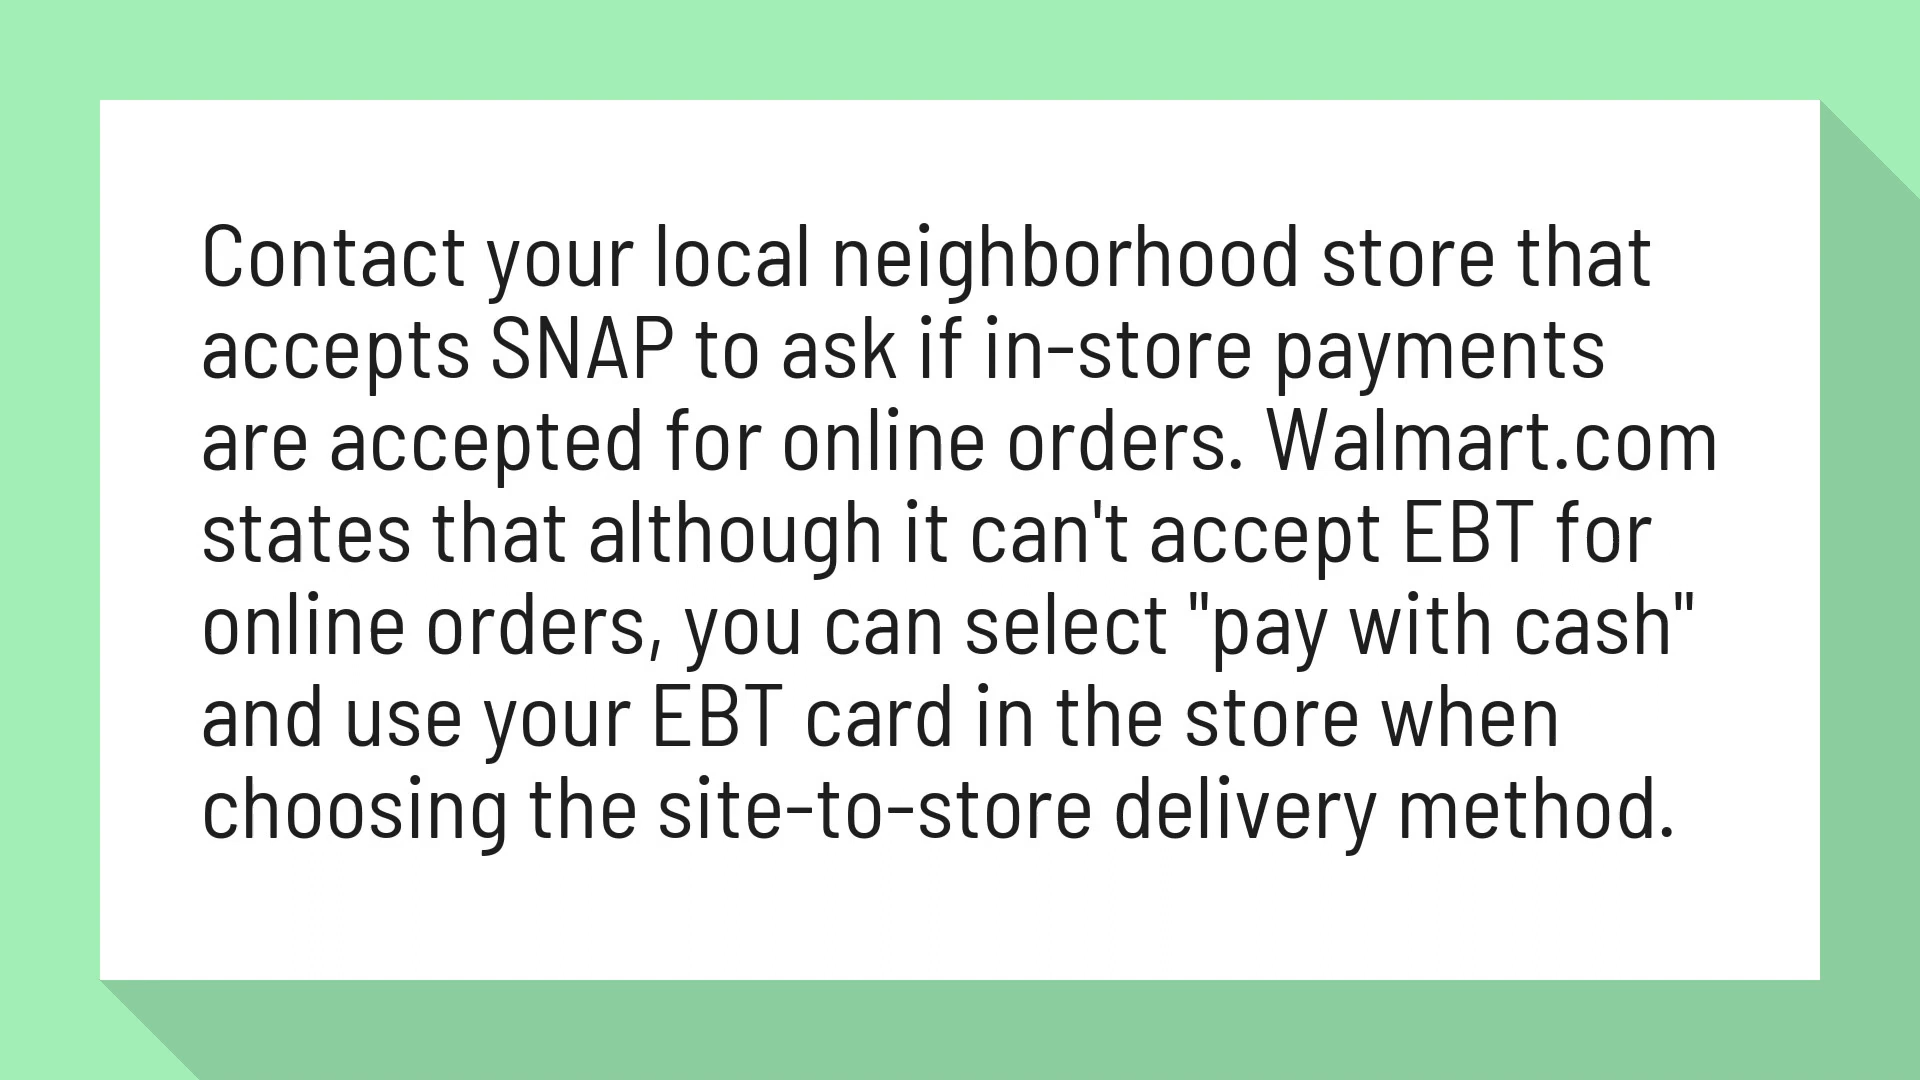 Contact your local neighborhood store that
accepts SNAP to ask if in-store payments
are accepted for online orders. Walmart.com
states that although it can't accept EBT for
online orders, you can select "pay with cash"
and use your EBT card in the store when
choosing the site-to-store delivery method.